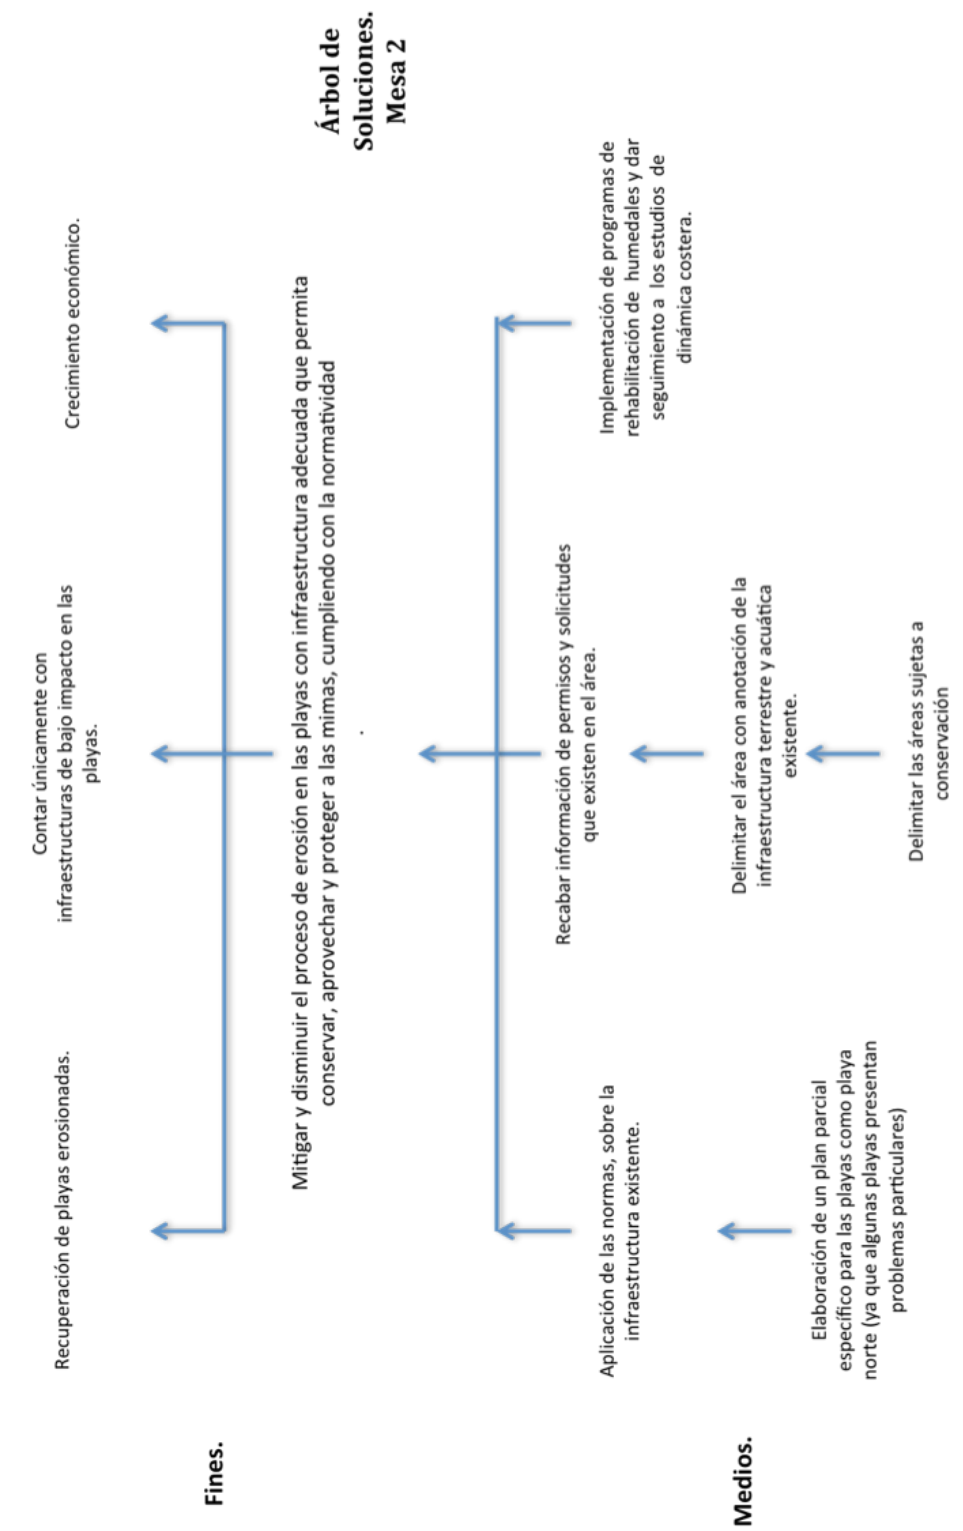 Árbol de
Soluciones.
Mesa 2
Fines.
Recuperación de playas erosionadas.
Contar únicamente con
infraestructuras de bajo impacto en las
playas.
Crecimiento económico.
Mitigar y disminuir el proceso de erosión en las playas con infraestructura adecuada que permita
conservar, aprovechar y proteger a las mimas, cumpliendo con la normatividad
.
Medios.
Aplicación de las normas, sobre la
infraestructura existente.
Elaboración de un plan parcial
específico para las playas como playa
norte (ya que algunas playas presentan
problemas particulares)
Recabar información de permisos y solicitudes
que existen en el área.
Delimitar el área con anotación de la
infraestructura terrestre y acuática
existente.
Delimitar las áreas sujetas a
conservación
Implementación de programas de
rehabilitación de humedales y dar
seguimiento a los estudios de
dinámica costera.